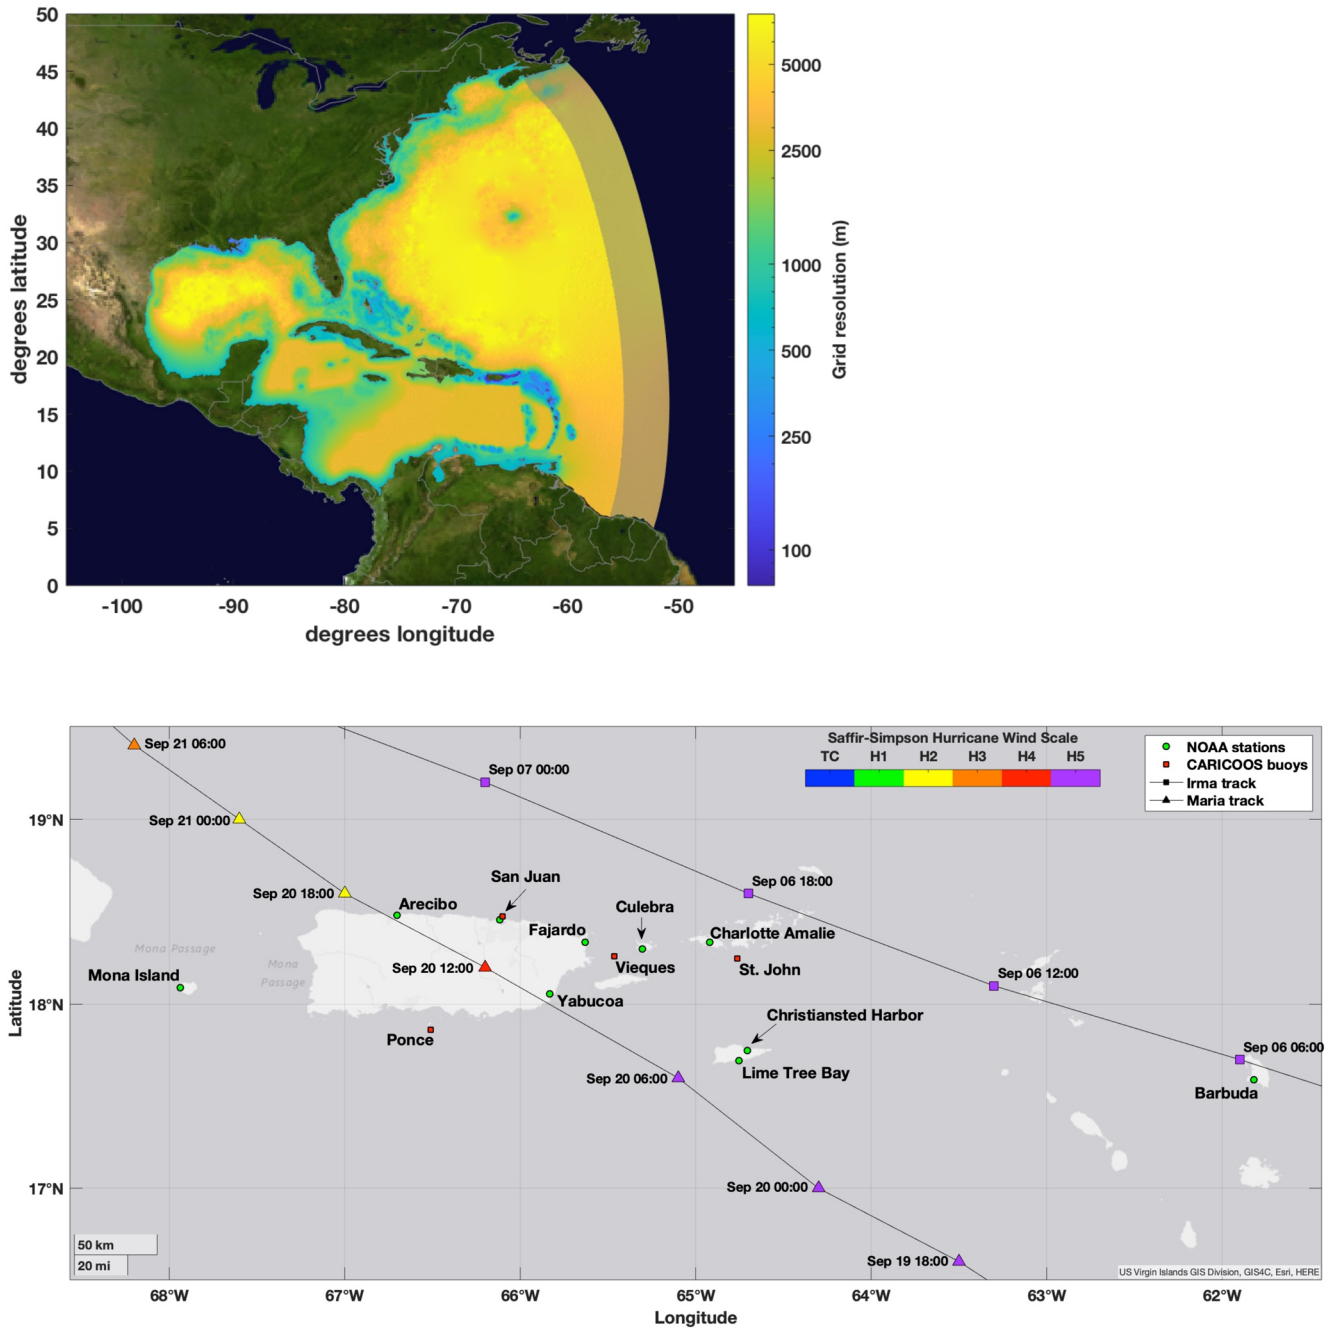 50
45
40
35
30
25
20
15
10
5
0
degrees latitude
-100 -90 -80 -70 -60 -50
degrees longitude
5000
2500
1000
500
250
100
Grid resolution (m)
Saffir-Simpson Hurricane Wind Scale
TC H1 H2 H3 H4 H5
NOAA stations
CARICOOS buoys
Irma track
Maria track
Sep 21 06:00
Sep 07 00:00
Sep 21 00:00
Sep 20 18:00
Sep 06 18:00
San Juan
Arecibo
Culebra
Fajardo
Charlotte Amalie
Mona Passage
Mona
Passage
Mona Island
Sep 20 12:00
Vieques
St. John
Sep 06 12:00
Yabucoa
Christiansted Harbor
Ponce
Lime Tree Bay
Sep 06 06:00
Barbuda
Sep 20 06:00
Sep 20 00:00
Sep 19 18:00
50 km
20 mi
US Virgin Islands GIS Division, GIS4C, Esri, HERE
19°N
18°N
17°N
Latitude
68°W 67°W 66°W 65°W 64°W 63°W 62°W
Longitude